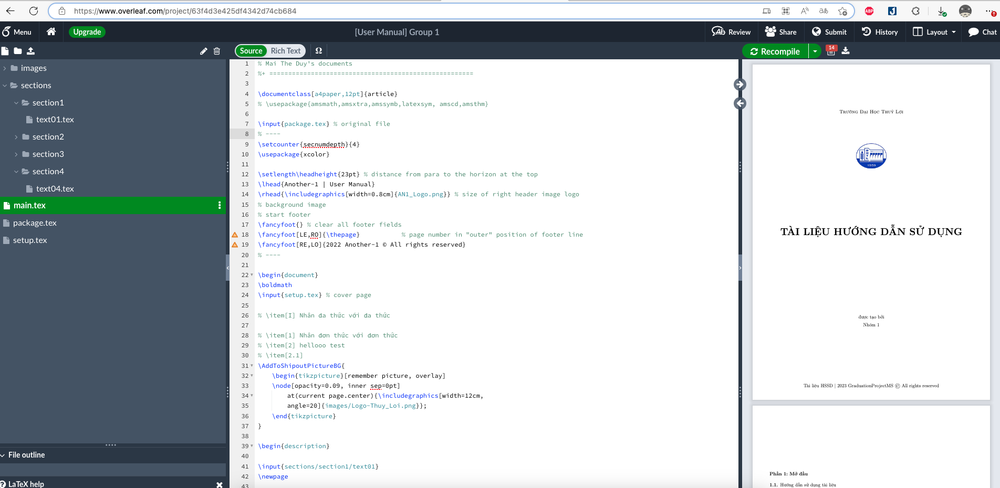 https://www.overleaf.com/project/63f4d3e425df4342d74cb684
ABP
Menu
Upgrade
[User Manual] Group 1
Review
Share
Submit
History
Layout
Chat
Source
Rich Text
Ω
Recompile
14
images
sections
section1
text01.tex
section2
section3
section4
text04.tex
main.tex
package.tex
setup.tex
File outline
LaTeX help
1 % Mai The Duy's documents
2 %+ ======================================================
3
4 \documentclass[a4paper,12pt]{article}
5 % \usepackage{amsmath,amsxtra,amssymb,latexsym, amscd,amsthm}
6
7 \input{package.tex} % original file
8 % ----
9 \setcounter{secnumdepth}{4}
10 \usepackage{xcolor}
11
12 \setlength\headheight{23pt} % distance from para to the horizon at the top
13 \lhead{Another-1 | User Manual}
14 \rhead{\includegraphics[width=0.8cm]{AN1_Logo.png}} % size of right header image logo
15 % background image
16 % start footer
17 \fancyfoot{} % clear all footer fields
18 \fancyfoot[LE,RO]{\thepage} % page number in "outer" position of footer line
19 \fancyfoot[RE,LO]{2022 Another-1 © All rights reserved}
20 % ----
21
22 \begin{document}
23 \boldmath
24 \input{setup.tex} % cover page
25
26 % \item[I] Nhân đa thức với đa thức
27
28 % \item[1] Nhân đơn thức với đơn thức
29 % \item[2] hellooo test
30 % \item[2.1]
31 \AddToShipoutPictureBG{
32 \begin{tikzpicture}[remember picture, overlay]
33 \node[opacity=0.09, inner sep=0pt]
34 at(current page.center){\includegraphics[width=12cm,
35 angle=20]{images/Logo-Thuy_Loi.png}};
36 \end{tikzpicture}
37 }
38
39 \begin{description}
40
41 \input{sections/section1/text01}
42 \newpage
43
TRƯỜNG ĐẠI HỌC THUỶ LỢI
1959
TÀI LIỆU HƯỚNG DẪN SỬ DỤNG
được tạo bởi
Nhóm 1
Tài liệu HSSD | 2023 GraduationProjectMS © All rights reserved
Phần 1: Mở đầu
1.1. Hướng dẫn sử dụng tài liệu